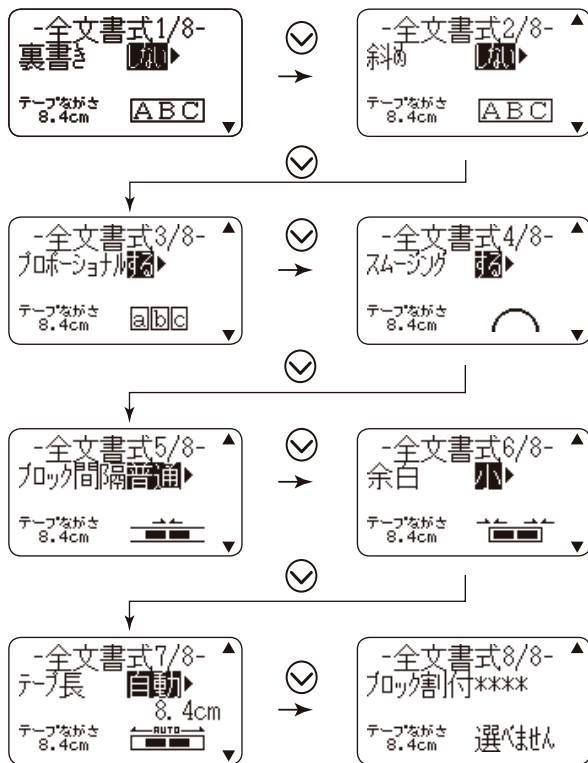 -全文書式1/8-
裏書き しない
テープながさ
8.4cm ABC
-全文書式2/8-
斜め しない
テープながさ
8.4cm ABC
-全文書式3/8-
プロポーショナル する
テープながさ
8.4cm abc
-全文書式4/8-
スムージング する
テープながさ
8.4cm
-全文書式5/8-
ブロック間隔 普通
テープながさ
8.4cm
-全文書式6/8-
余白 小
テープながさ
8.4cm
-全文書式7/8-
テープ長 自動
8.4cm
テープながさ
8.4cm AUTO
-全文書式8/8-
ブロック割付****
テープながさ
8.4cm 選べません